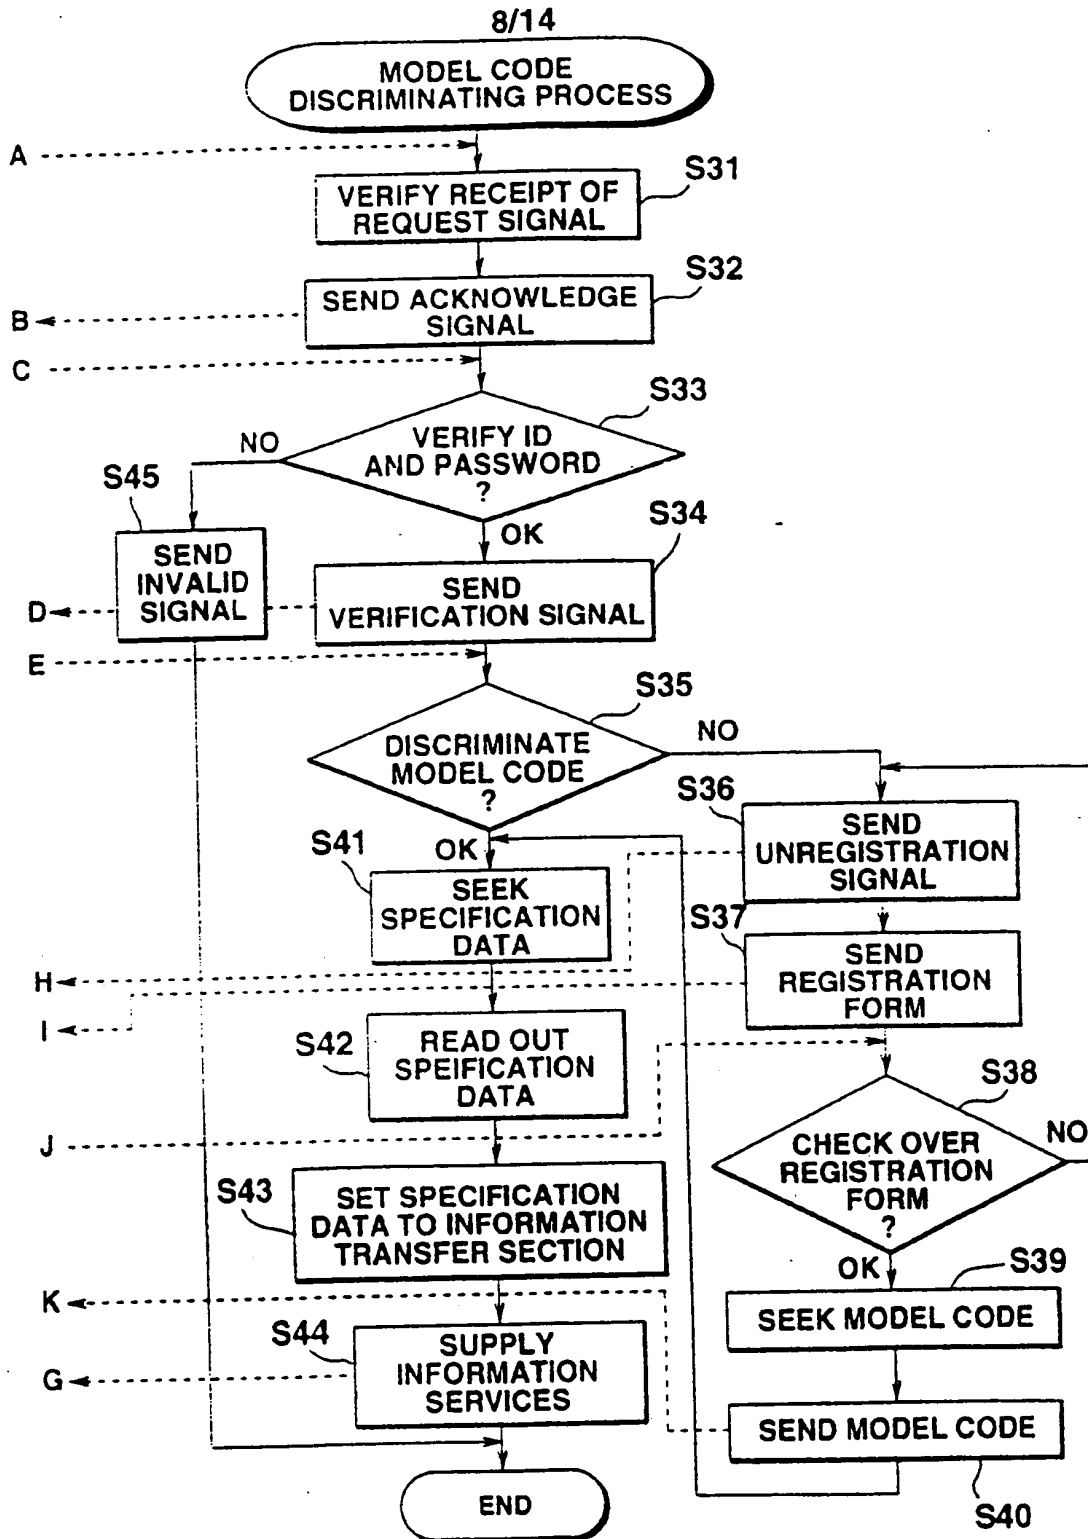 8/14
MODEL CODE
DISCRIMINATING PROCESS
A
S31
VERIFY RECEIPT OF
REQUEST SIGNAL
S32
SEND ACKNOWLEDGE
SIGNAL
B
C
S33
VERIFY ID
AND PASSWORD
?
NO
OK
S45
SEND
INVALID
SIGNAL
S34
SEND
VERIFICATION SIGNAL
D
E
S35
DISCRIMINATE
MODEL CODE
?
NO
OK
S36
SEND
UNREGISTRATION
SIGNAL
S41
SEEK
SPECIFICATION
DATA
S37
SEND
REGISTRATION
FORM
H
I
S42
READ OUT
SPEIFICATION
DATA
S38
CHECK OVER
REGISTRATION
FORM
?
NO
OK
J
S43
SET SPECIFICATION
DATA TO INFORMATION
TRANSFER SECTION
S39
SEEK MODEL CODE
K
S44
SUPPLY
INFORMATION
SERVICES
G
SEND MODEL CODE
S40
END